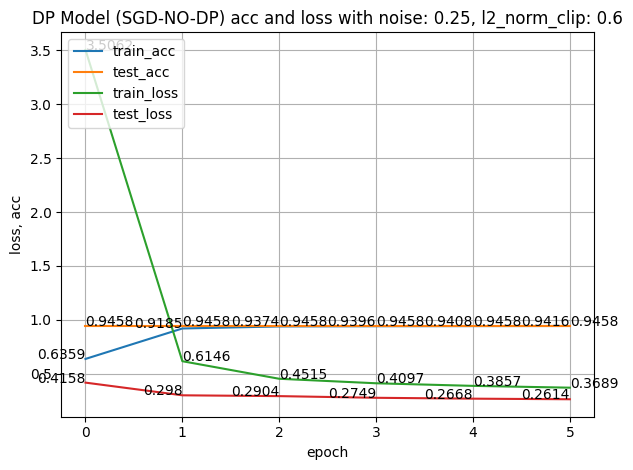 DP Model (SGD-NO-DP) acc and loss with noise: 0.25, l2_norm_clip: 0.6
3.5062
train_acc
test_acc
train_loss
test_loss
3.5
3.0
2.5
2.0
1.5
1.0
0.5
loss, acc
0.9458 0.9185 0.9458 0.9374 0.9458 0.9396 0.9458 0.9408 0.9458 0.9416 0.9458
0.6359 0.6146 0.4515 0.4097 0.3857 0.3689
0.4158 0.298 0.2904 0.2749 0.2668 0.2614
0 1 2 3 4 5
epoch